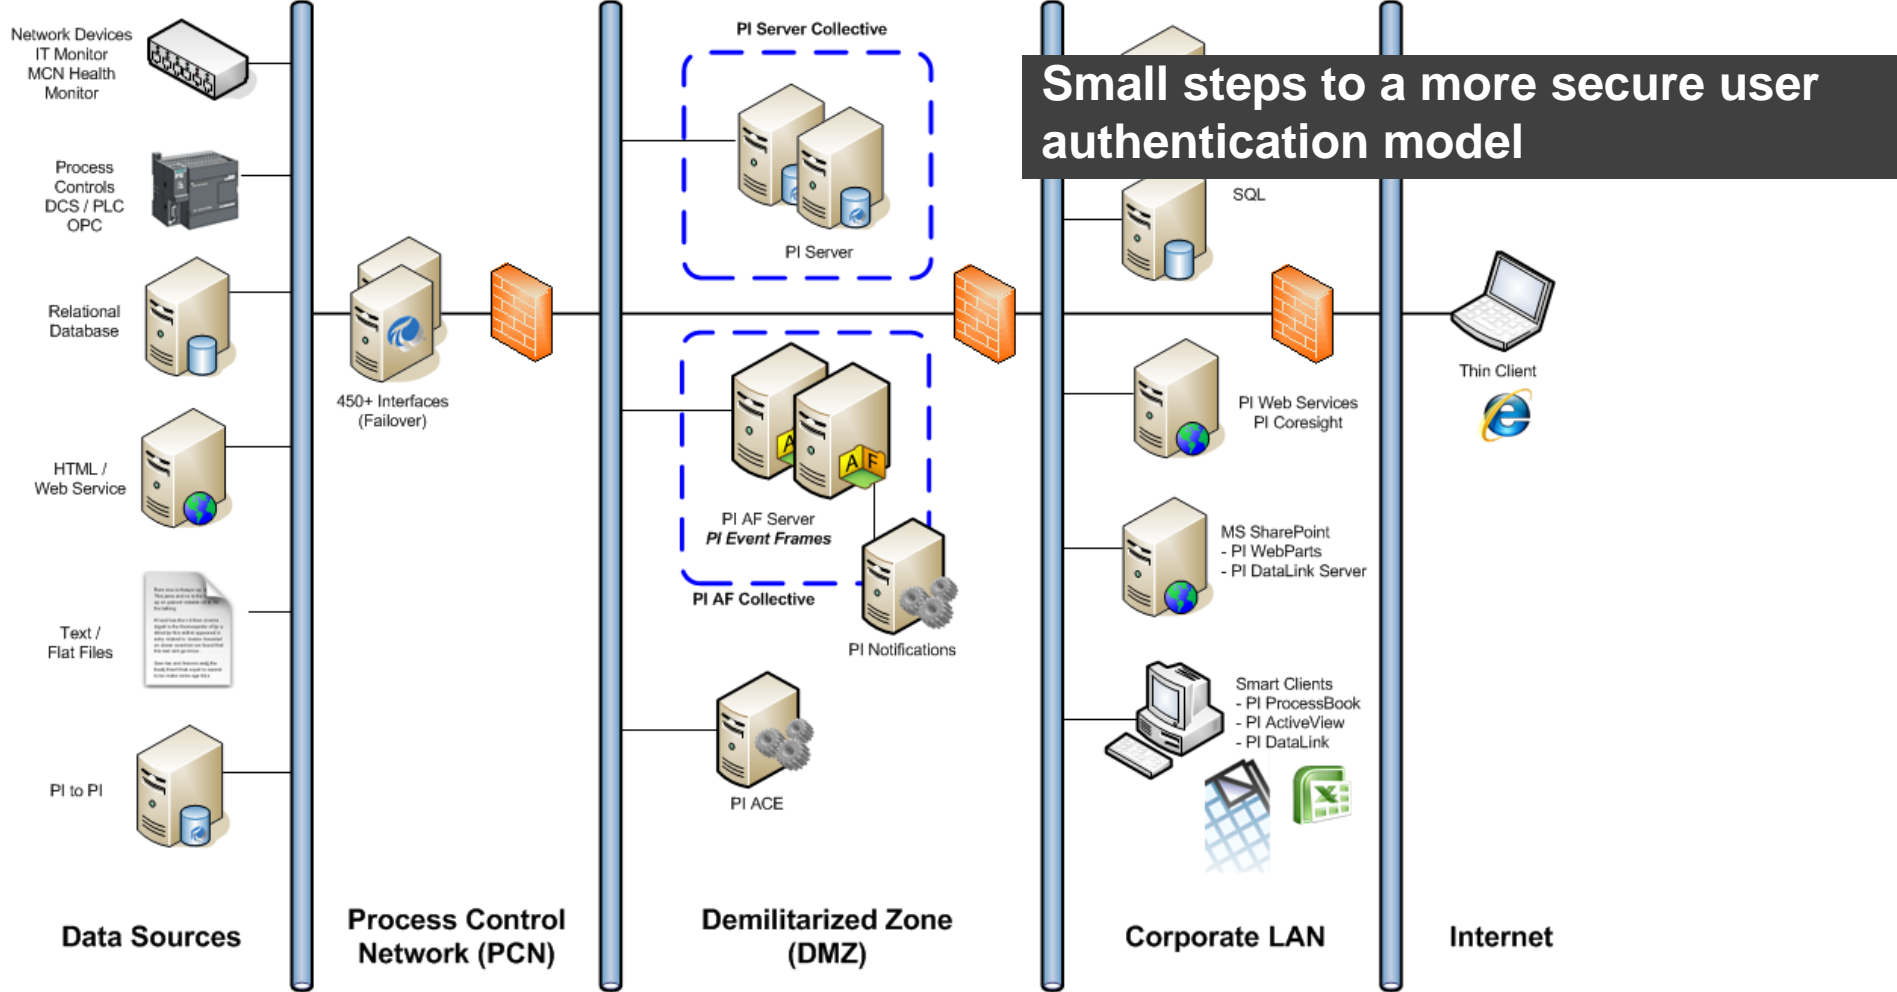 Small steps to a more secure user
authentication model
Network Devices
IT Monitor
MCN Health
Monitor
Process
Controls
DCS / PLC
OPC
Relational
Database
HTML /
Web Service
Text /
Flat Files
PI to PI
Data Sources
450+ Interfaces
(Failover)
Process Control
Network (PCN)
PI Server Collective
PI Server
A
A F
PI AF Server
PI Event Frames
PI AF Collective
PI Notifications
PI ACE
Demilitarized Zone
(DMZ)
SQL
PI Web Services
PI Coresight
MS SharePoint
- PI WebParts
- PI DataLink Server
Smart Clients
- PI ProcessBook
- PI ActiveView
- PI DataLink
Corporate LAN
Thin Client
Internet